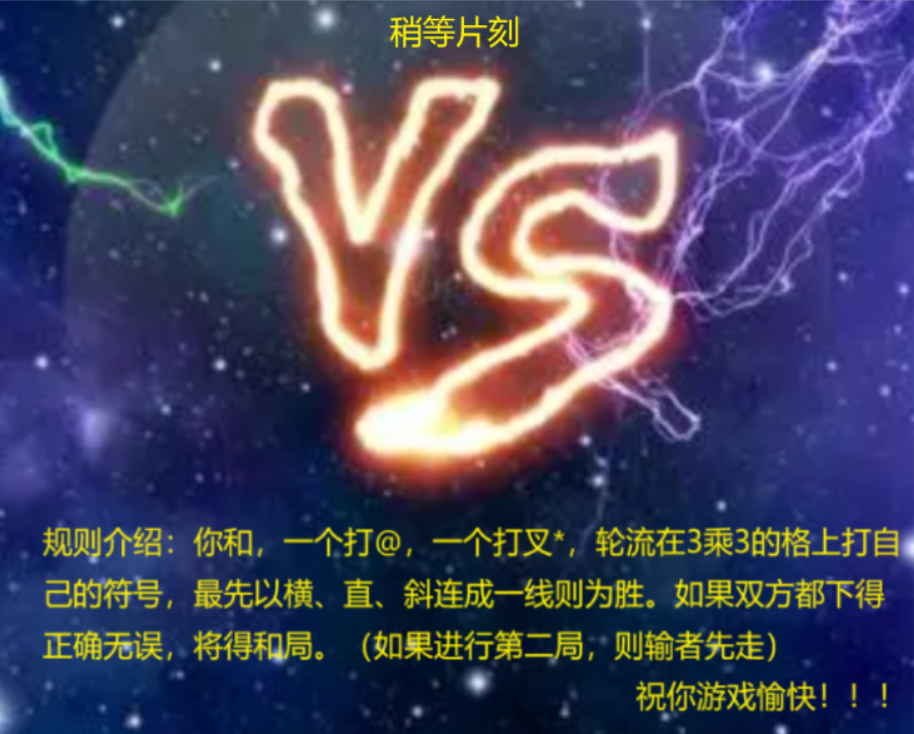 稍等片刻
VS
规则介绍：你和，一个打@，一个打叉*，轮流在3乘3的格上打自
己的符号，最先以横、直、斜连成一线则为胜。如果双方都下得
正确无误，将得和局。（如果进行第二局，则输者先走）
祝你游戏愉快！！！